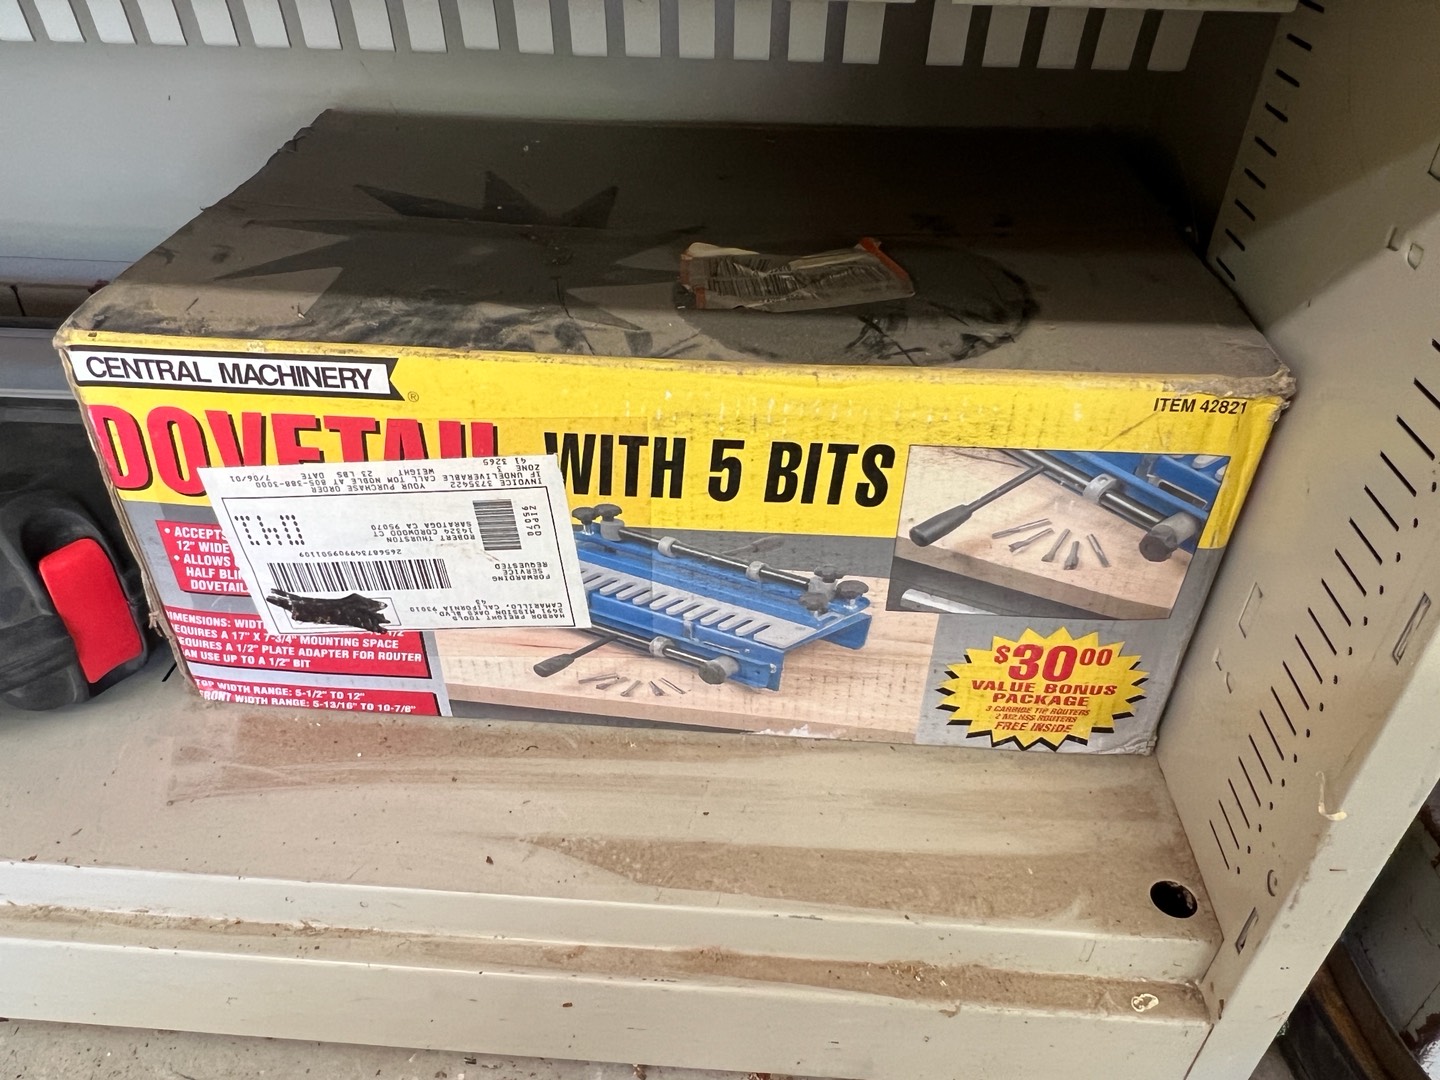 CENTRAL MACHINERY
®
ITEM 42821
DOVETAIL
WITH 5 BITS
• ACCEPTS
12" WIDE
• ALLOWS
HALF BLIN
DOVETAIL
IMENSIONS: WIDT
EQUIRES A 17" X 7-3/4" MOUNTING SPACE
EQUIRES A 1/2" PLATE ADAPTER FOR ROUTER
AN USE UP TO A 1/2" BIT
TOP WIDTH RANGE: 5-1/2" TO 12"
FRONT WIDTH RANGE: 5-13/16" TO 10-7/8"
$30.00
VALUE BONUS
PACKAGE
3 CARBIDE TIP ROUTERS
2 M2 HSS ROUTERS
FREE INSIDE
HARBOR FREIGHT TOOLS
3491 MISSION OAKS BLVD
CAMARILLO, CALIFORNIA 93010
43
FORWARDING
SERVICE
REQUESTED
ROBERT THURSTON
14324 CORDWOOD CT
SARATOGA CA 95070
ZIP CD
95070
INVOICE 3735422
YOUR PURCHASE ORDER
IF UNDELIVERABLE CALL TOM NOBLE AT 805-388-3000
ZONE 3
WEIGHT 23 LBS
DATE 7/06/01
41 3265